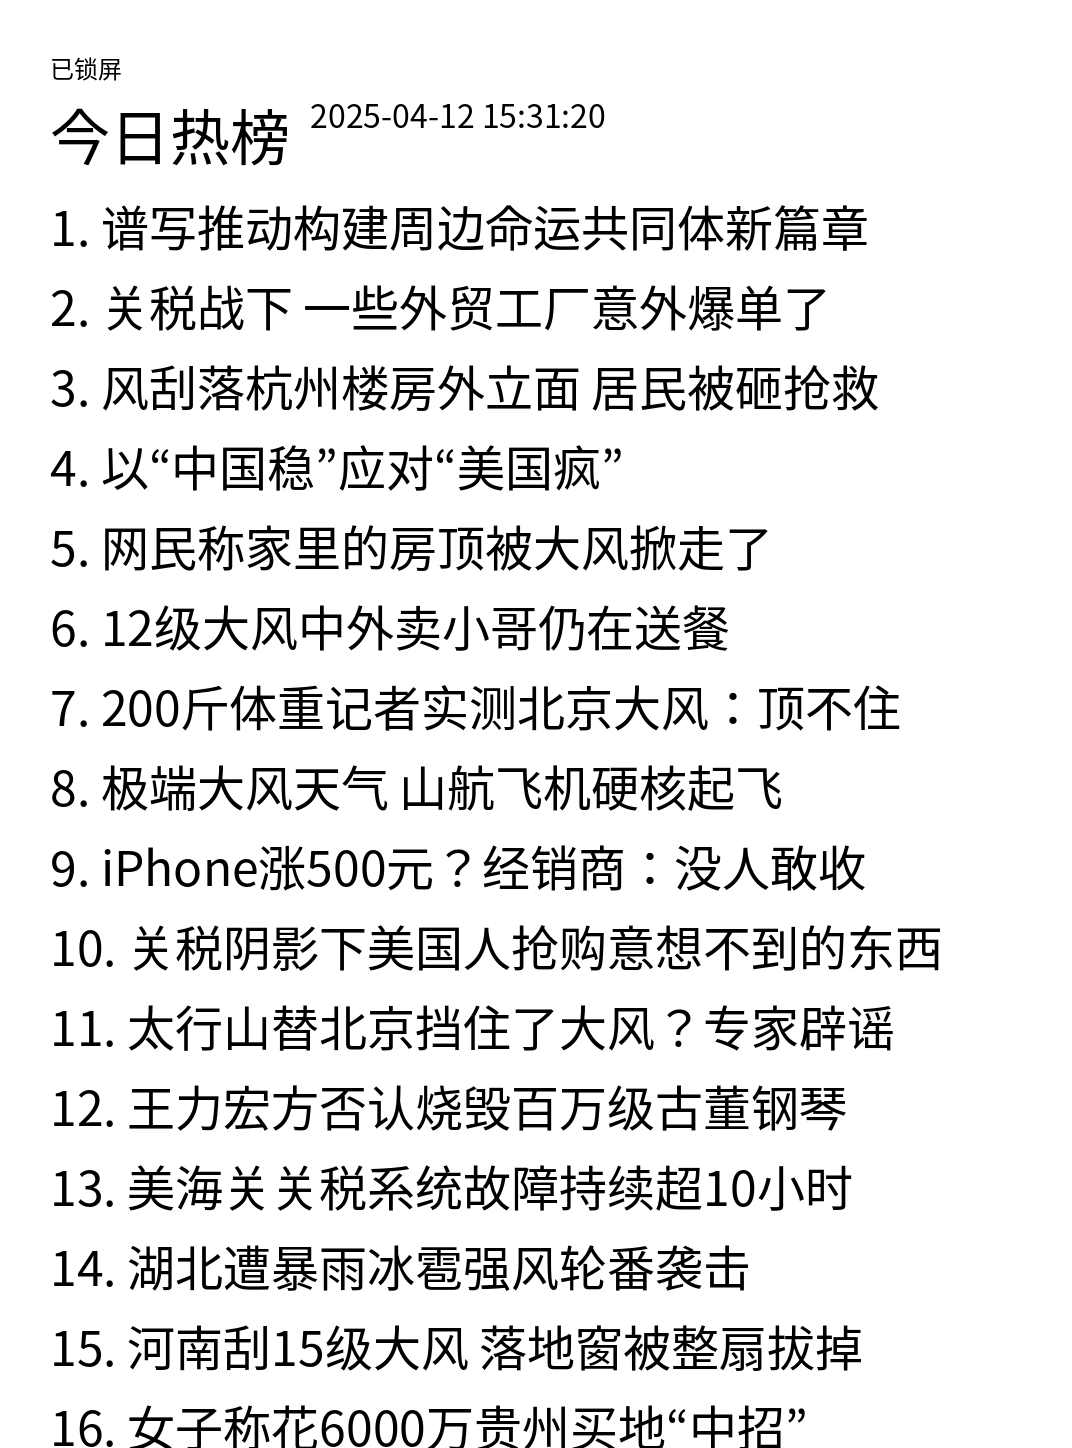 已锁屏
今日热榜 2025-04-12 15:31:20
1. 谱写推动构建周边命运共同体新篇章
2. 关税战下 一些外贸工厂意外爆单了
3. 风刮落杭州楼房外立面 居民被砸抢救
4. 以“中国稳”应对“美国疯”
5. 网民称家里的房顶被大风掀走了
6. 12级大风中外卖小哥仍在送餐
7. 200斤体重记者实测北京大风：顶不住
8. 极端大风天气 山航飞机硬核起飞
9. iPhone涨500元？经销商：没人敢收
10. 关税阴影下美国人抢购意想不到的东西
11. 太行山替北京挡住了大风？专家辟谣
12. 王力宏方否认烧毁百万级古董钢琴
13. 美海关关税系统故障持续超10小时
14. 湖北遭暴雨冰雹强风轮番袭击
15. 河南刮15级大风 落地窗被整扇拔掉
16. 女子称花6000万贵州买地“中招”